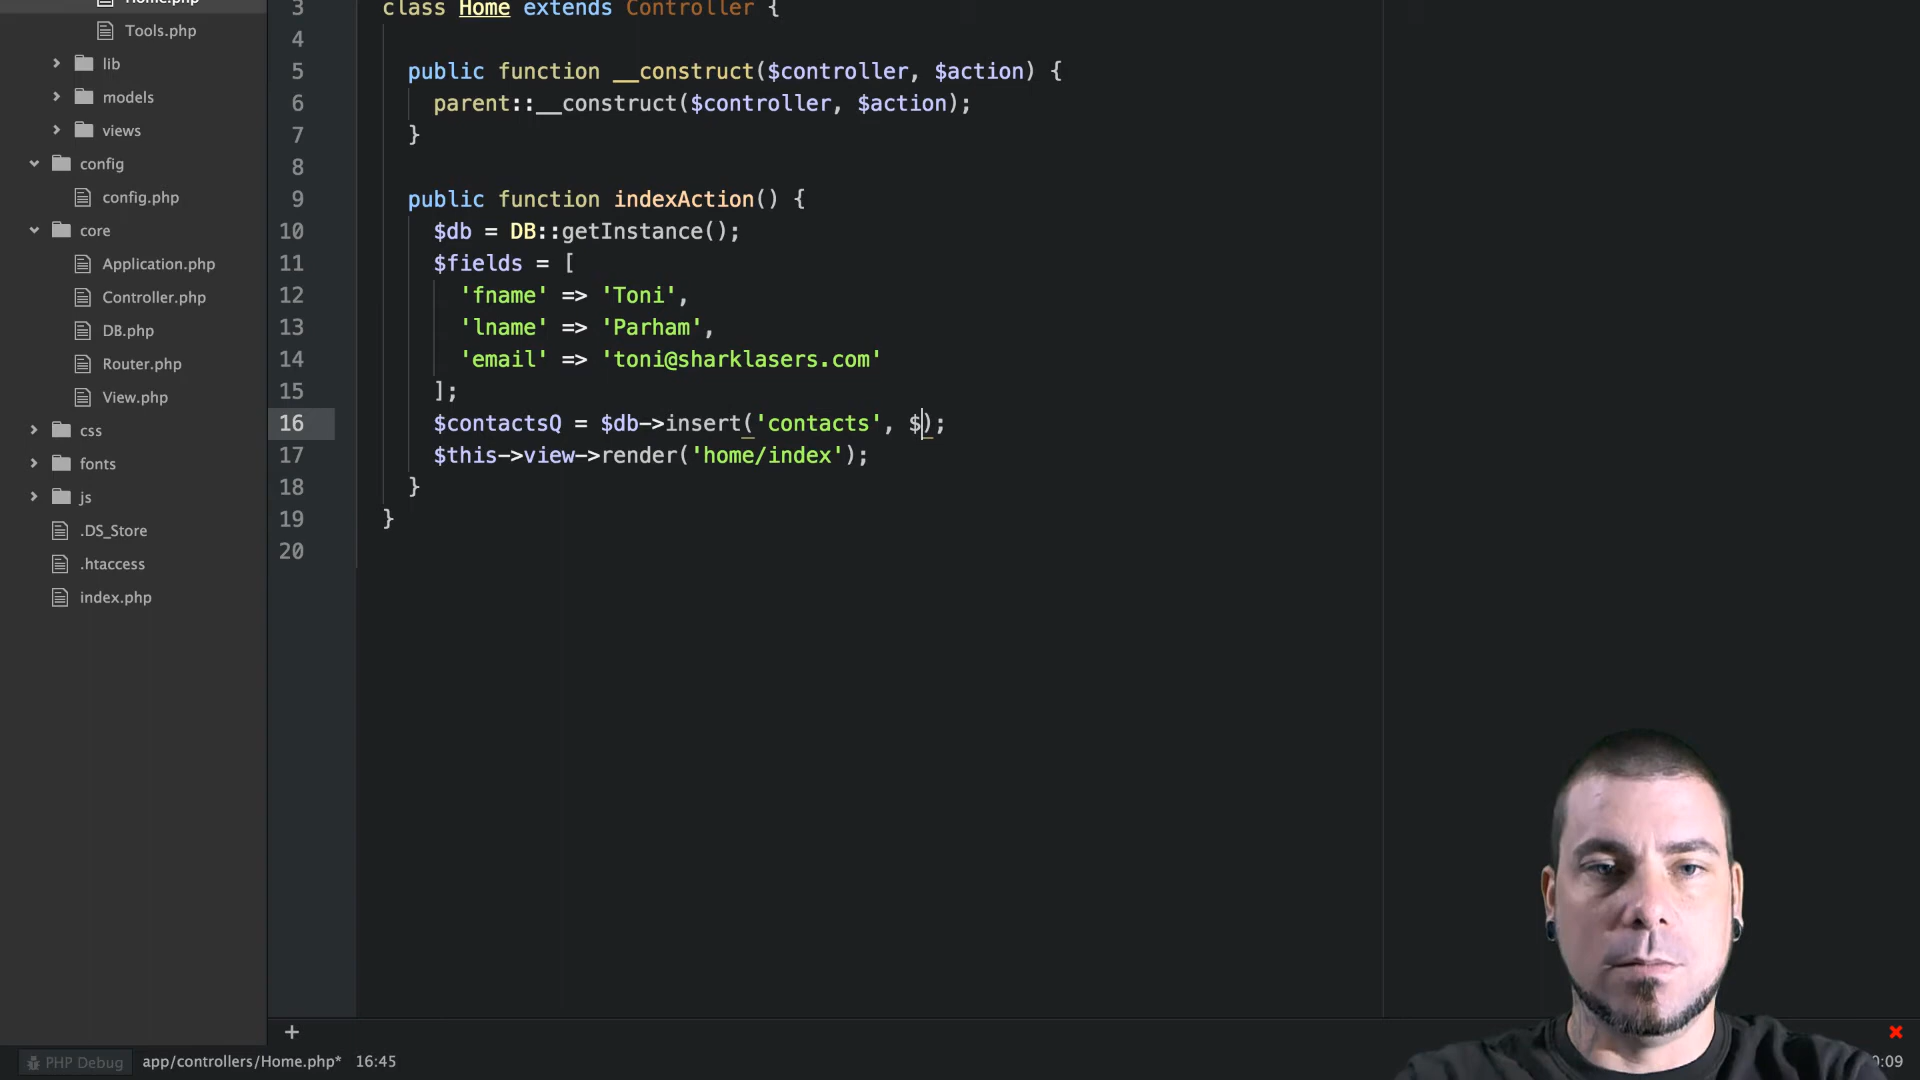 Home.php
Tools.php
lib
models
views
config
config.php
core
Application.php
Controller.php
DB.php
Router.php
View.php
css
fonts
js
.DS_Store
.htaccess
index.php
3 class Home extends Controller {
4
5 public function __construct($controller, $action) {
6 parent::__construct($controller, $action);
7 }
8
9 public function indexAction() {
10 $db = DB::getInstance();
11 $fields = [
12 'fname' => 'Toni',
13 'lname' => 'Parham',
14 'email' => 'toni@sharklasers.com'
15 ];
16 $contactsQ = $db->insert('contacts', $);
17 $this->view->render('home/index');
18 }
19 }
20
+
PHP Debug app/controllers/Home.php* 16:45